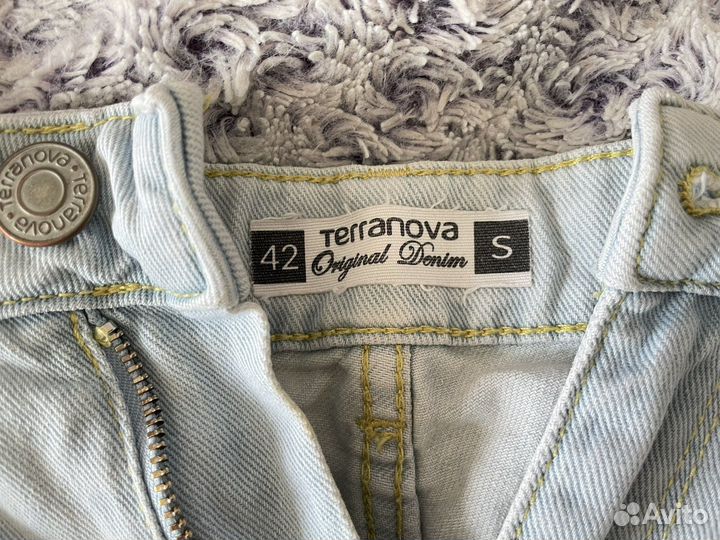 Terranova Terranova
42 Terranova S
Original Denim
Avito